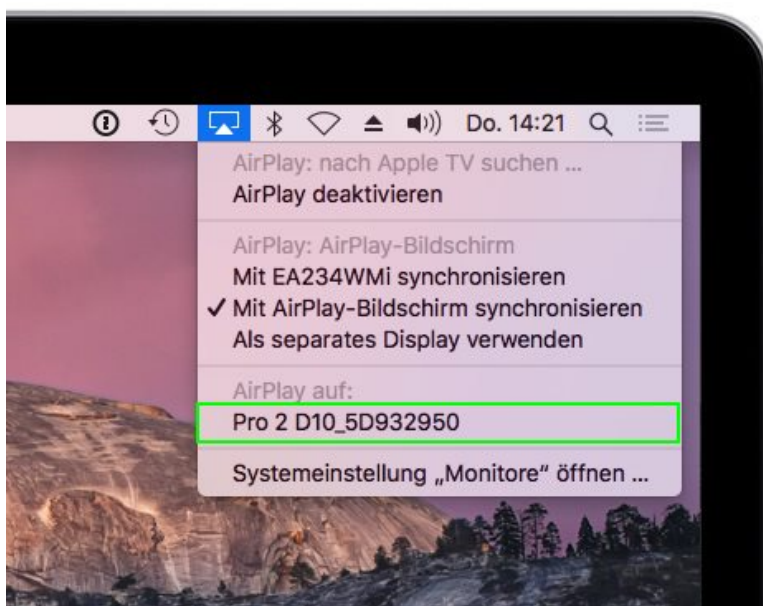 Do. 14:21
AirPlay: nach Apple TV suchen ...
AirPlay deaktivieren
AirPlay: AirPlay-Bildschirm
Mit EA234WMi synchronisieren
✓ Mit AirPlay-Bildschirm synchronisieren
Als separates Display verwenden
AirPlay auf:
Pro 2 D10_5D932950
Systemeinstellung „Monitore“ öffnen ...